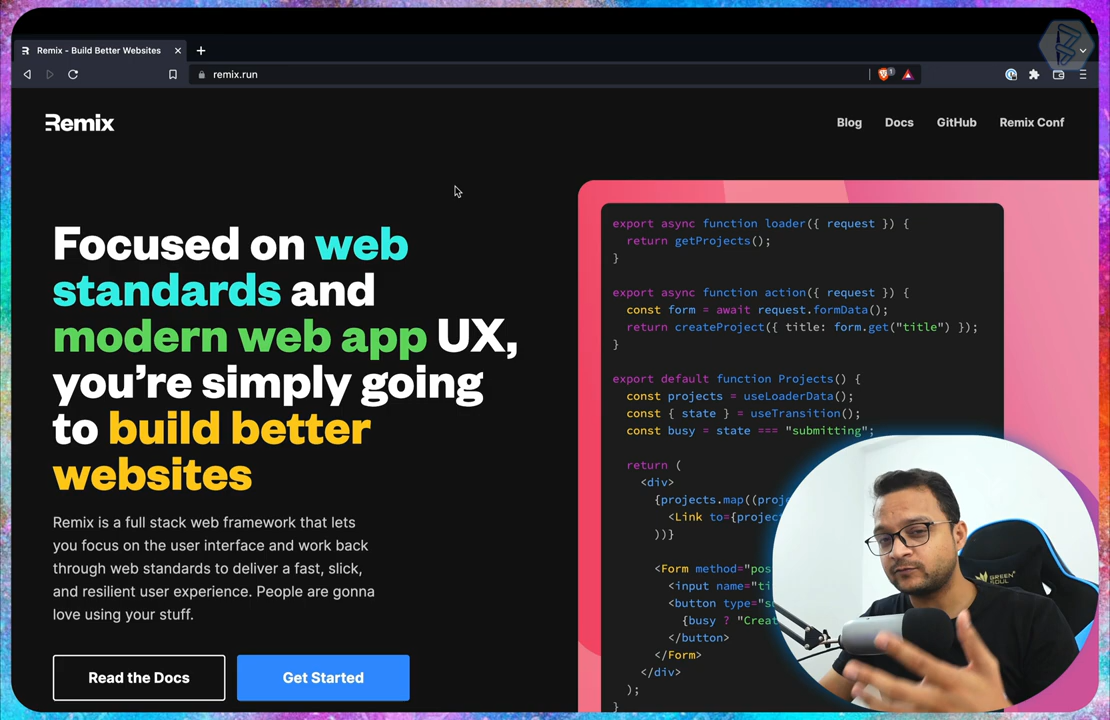 Remix - Build Better Websites
remix.run
1
Remix
Blog
Docs
GitHub
Remix Conf
Focused on web
standards and
modern web app UX,
you’re simply going
to build better
websites
Remix is a full stack web framework that lets
you focus on the user interface and work back
through web standards to deliver a fast, slick,
and resilient user experience. People are gonna
love using your stuff.
Read the Docs
Get Started
export async function loader({ request }) {
return getProjects();
}
export async function action({ request }) {
const form = await request.formData();
return createProject({ title: form.get("title") });
}
export default function Projects() {
const projects = useLoaderData();
const { state } = useTransition();
const busy = state === "submitting";
return (
<div>
{projects.map((proj
<Link to={projec
))}
<Form method="pos
<input name="ti
<button type="su
{busy ? "Creat
</button>
</Form>
</div>
);
}
GREEN
SOUL